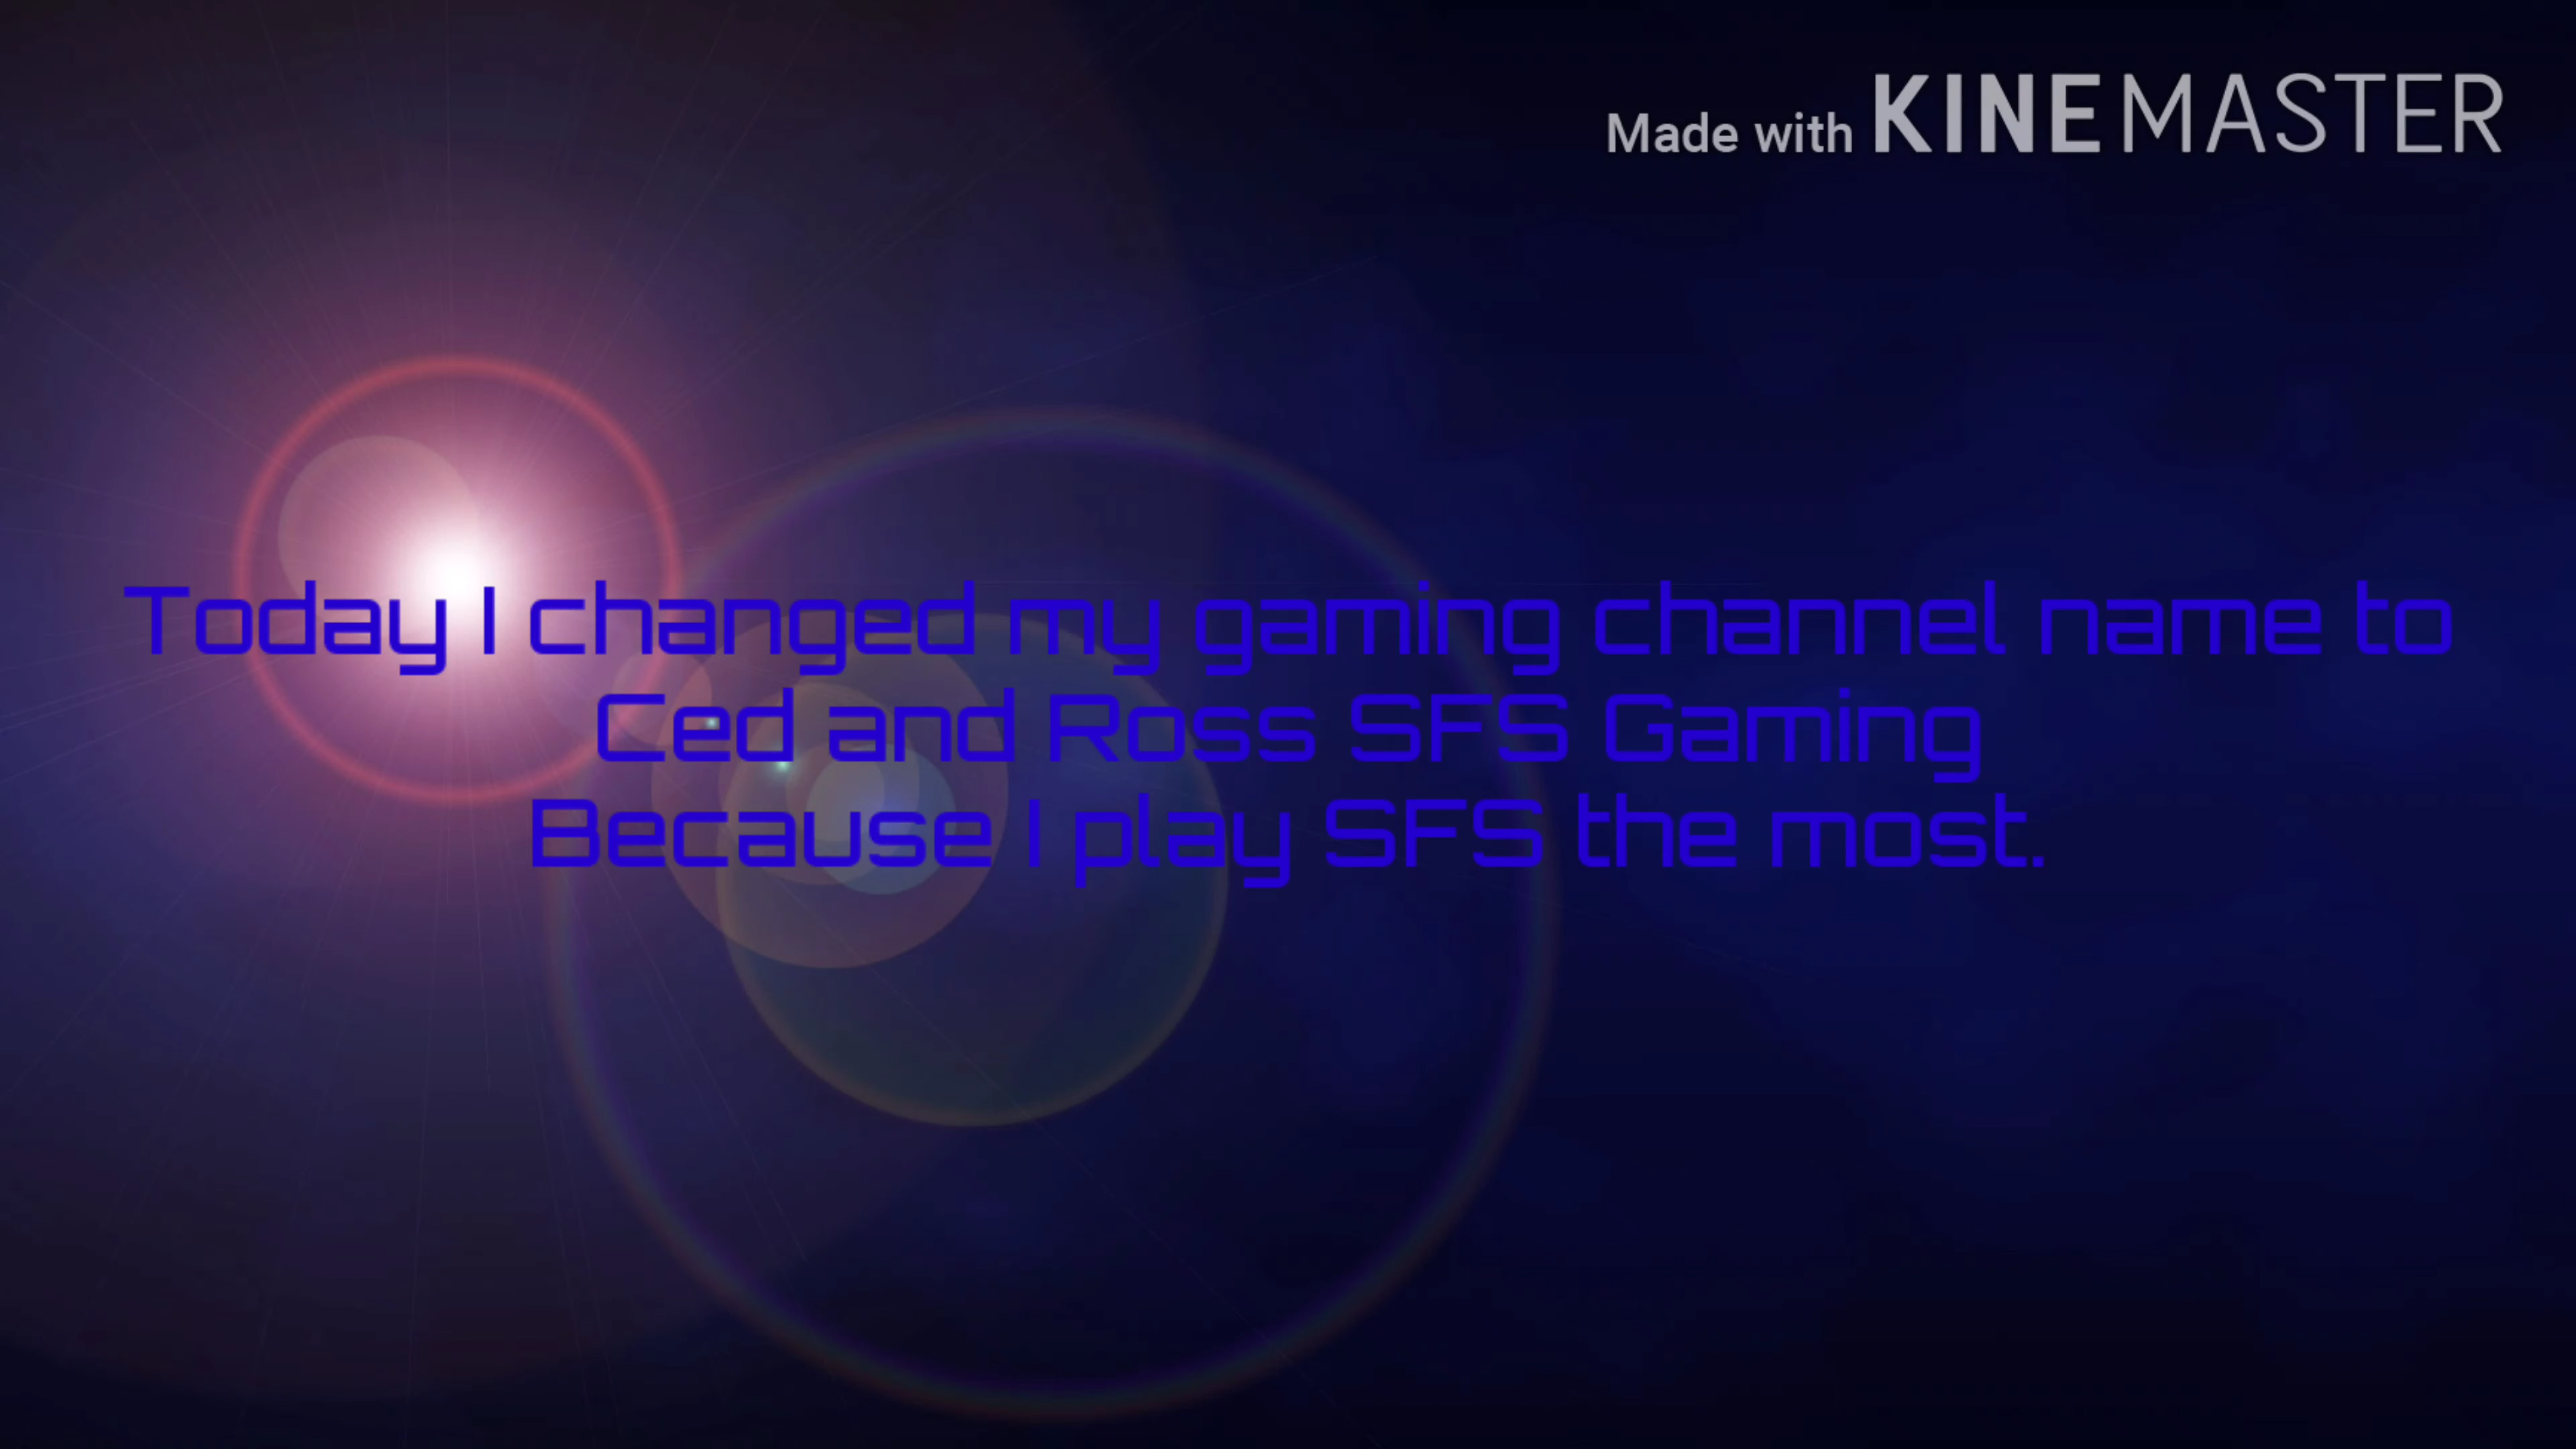 Made with KINEMASTER
Today I changed my gaming channel name to
Ced and Ross SFS Gaming
Because I play SFS the most.